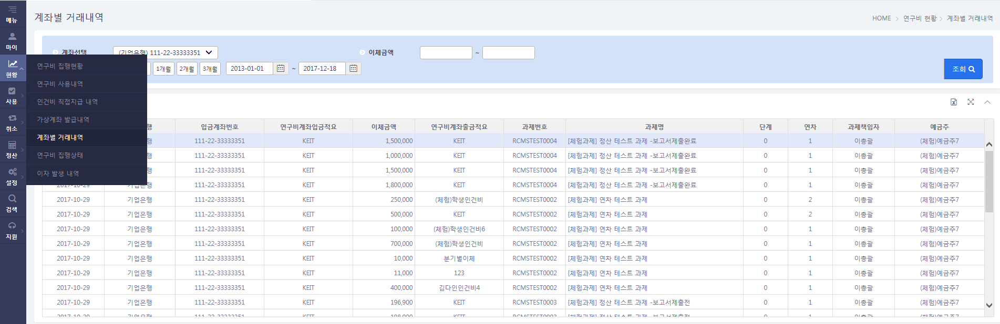 계좌별 거래내역
HOME > 연구비 현황 > 계좌별 거래내역
메뉴
마이
현황
사용
취소
정산
설정
검색
지원
계좌선택 (기업은행) 111-22-33333351 이체금액 ~
1개월 2개월 3개월 2013-01-01 ~ 2017-12-18
조회
연구비 집행현황
연구비 사용내역
인건비 직접지급 내역
가상계좌 발급내역
계좌별 거래내역
연구비 집행상태
이자 발생 내역
행 입금계좌번호 연구비계좌입금적요 이체금액 연구비계좌출금적요 과제번호 과제명 단계 연차 과제책임자 예금주
행 111-22-33333351 KEIT 1,500,000 KEIT RCMSTEST0004 [체험과제] 정산 테스트 과제 -보고서제출완료 0 1 이총괄 (체험)예금주7
행 111-22-33333351 KEIT 1,000,000 KEIT RCMSTEST0004 [체험과제] 정산 테스트 과제 -보고서제출완료 0 1 이총괄 (체험)예금주7
행 111-22-33333351 KEIT 1,500,000 KEIT RCMSTEST0004 [체험과제] 정산 테스트 과제 -보고서제출완료 0 1 이총괄 (체험)예금주7
2017-10-29 기업은행 111-22-33333351 KEIT 1,800,000 KEIT RCMSTEST0004 [체험과제] 정산 테스트 과제 -보고서제출완료 0 1 이총괄 (체험)예금주7
2017-10-29 기업은행 111-22-33333351 KEIT 250,000 (체험)학생인건비 RCMSTEST0002 [체험과제] 연차 테스트 과제 0 2 이총괄 (체험)예금주7
2017-10-29 기업은행 111-22-33333351 KEIT 500,000 KEIT RCMSTEST0002 [체험과제] 연차 테스트 과제 0 2 이총괄 (체험)예금주7
2017-10-29 기업은행 111-22-33333351 KEIT 100,000 (체험)학생인건비6 RCMSTEST0002 [체험과제] 연차 테스트 과제 0 1 이총괄 (체험)예금주7
2017-10-29 기업은행 111-22-33333351 KEIT 700,000 (체험)학생인건비 RCMSTEST0002 [체험과제] 연차 테스트 과제 0 1 이총괄 (체험)예금주7
2017-10-29 기업은행 111-22-33333351 KEIT 10,000 분기별이체 RCMSTEST0002 [체험과제] 연차 테스트 과제 0 1 이총괄 (체험)예금주7
2017-10-29 기업은행 111-22-33333351 KEIT 11,000 123 RCMSTEST0002 [체험과제] 연차 테스트 과제 0 1 이총괄 (체험)예금주7
2017-10-29 기업은행 111-22-33333351 KEIT 400,000 김다인인건비4 RCMSTEST0002 [체험과제] 연차 테스트 과제 0 1 이총괄 (체험)예금주7
2017-10-29 기업은행 111-22-33333351 KEIT 196,900 KEIT RCMSTEST0003 [체험과제] 정산 테스트 과제 -보고서제출전 0 1 이총괄 (체험)예금주7